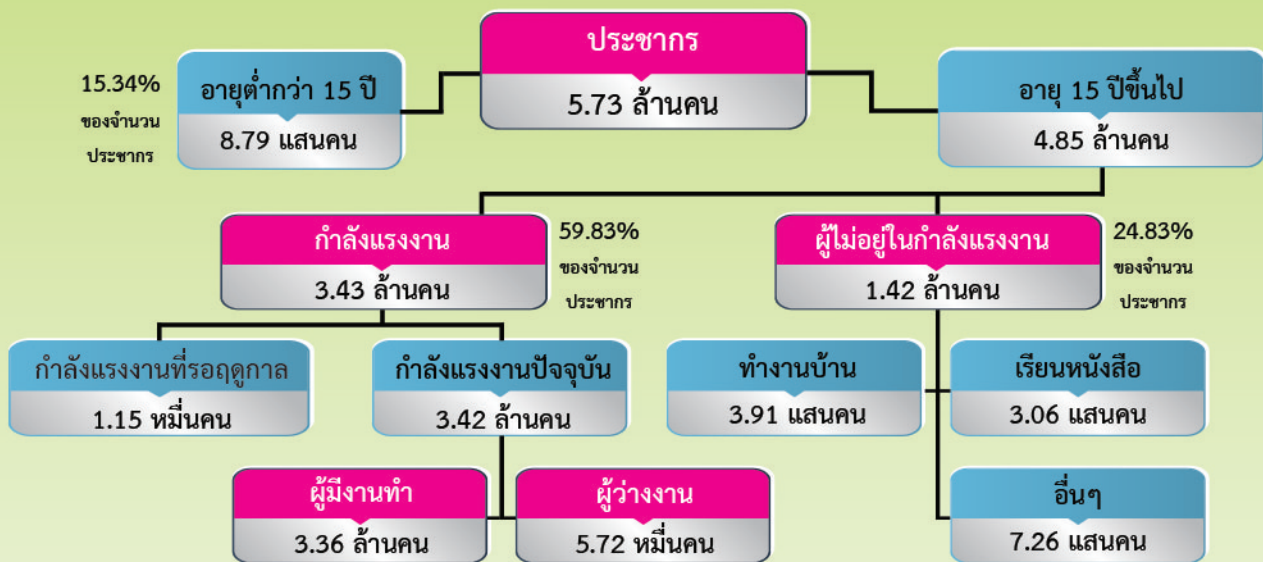 ประชากร
5.73 ล้านคน
15.34%
ของจำนวน
ประชากร
อายุต่ำกว่า 15 ปี
8.79 แสนคน
อายุ 15 ปีขึ้นไป
4.85 ล้านคน
กำลังแรงงาน
3.43 ล้านคน
59.83%
ของจำนวน
ประชากร
ผู้ไม่อยู่ในกำลังแรงงาน
1.42 ล้านคน
24.83%
ของจำนวน
ประชากร
กำลังแรงงานที่รอฤดูกาล
1.15 หมื่นคน
กำลังแรงงานปัจจุบัน
3.42 ล้านคน
ทำงานบ้าน
3.91 แสนคน
เรียนหนังสือ
3.06 แสนคน
ผู้มีงานทำ
3.36 ล้านคน
ผู้ว่างงาน
5.72 หมื่นคน
อื่นๆ
7.26 แสนคน